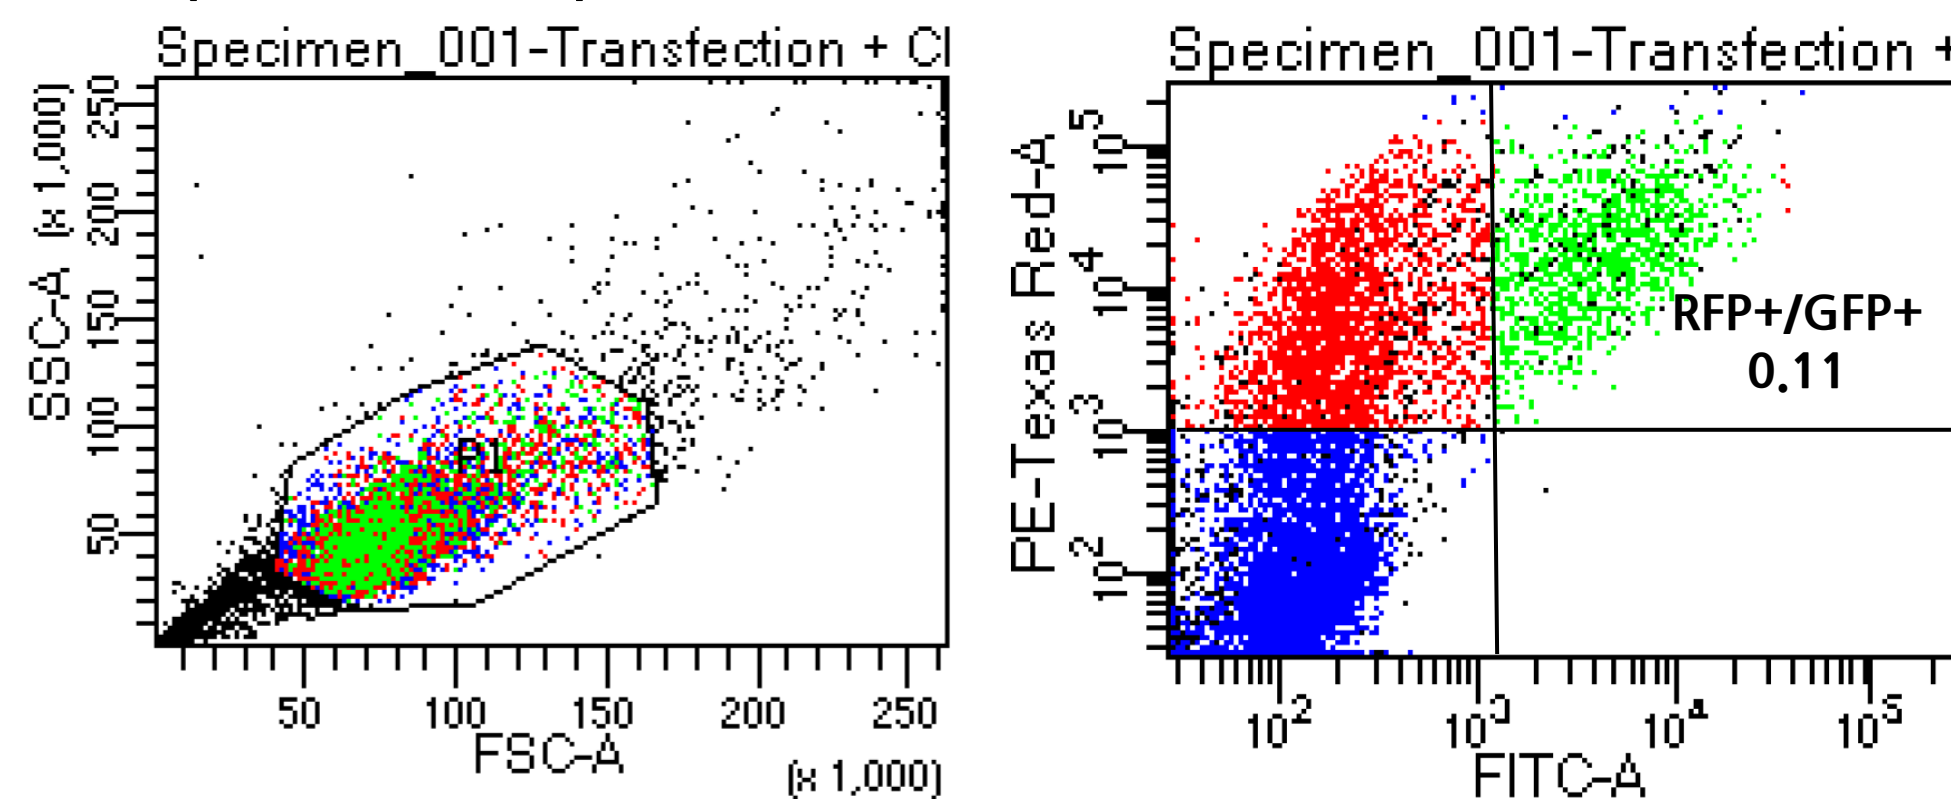 Specimen_001-Transfection + Cl
SSC-A (x 1,000)
250
200
150
100
50
P1
50 100 150 200 250
FSC-A
(x 1,000)
Specimen_001-Transfection +
PE-Texas Red-A
10^5
10^4
10^3
10^2
RFP+/GFP+
0.11
10^2 10^3 10^4 10^5
FITC-A